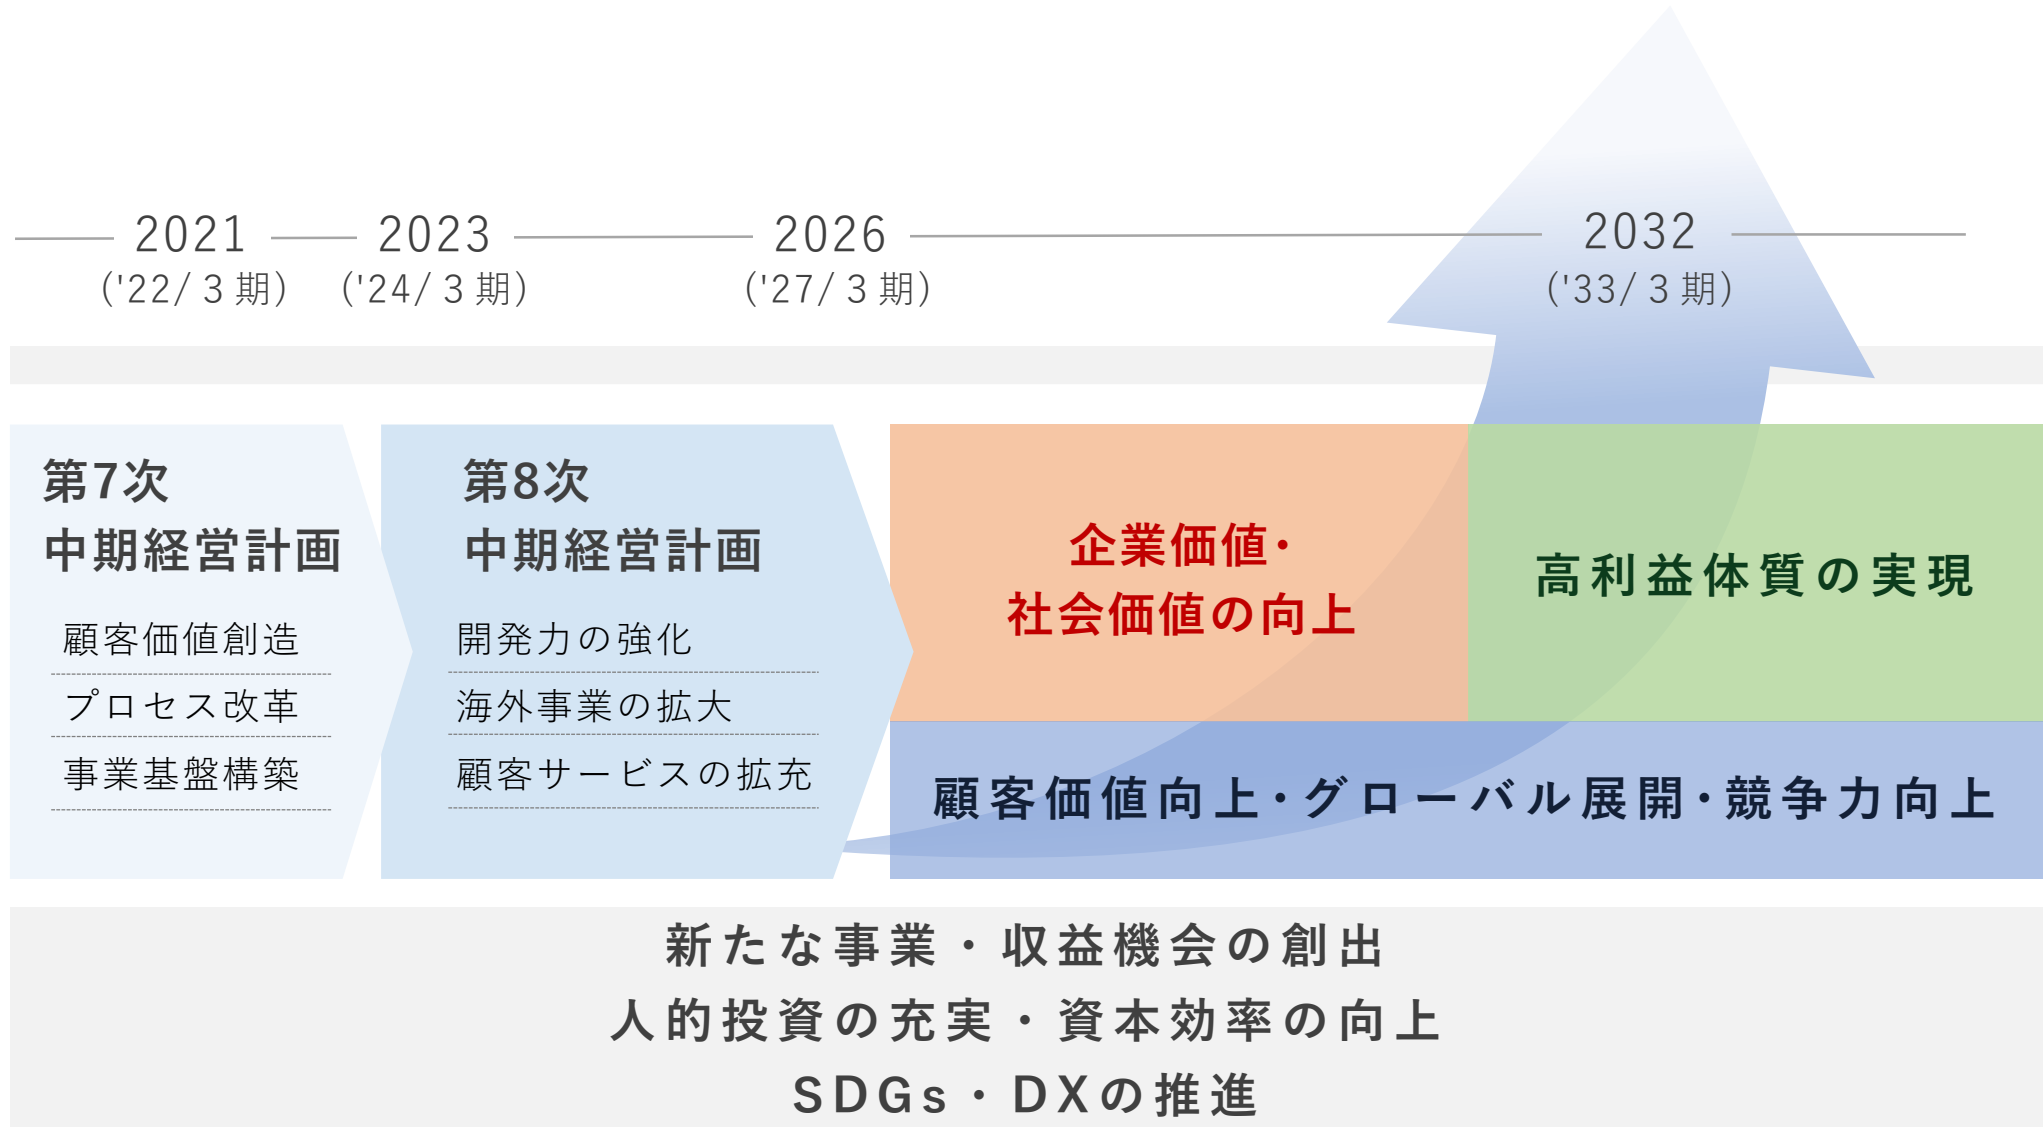 2021
('22/３期)
2023
('24/３期)
2026
('27/３期)
2032
('33/３期)
第7次
中期経営計画
顧客価値創造
プロセス改革
事業基盤構築
第8次
中期経営計画
開発力の強化
海外事業の拡大
顧客サービスの拡充
企業価値･
社会価値の向上
高利益体質の実現
顧客価値向上･グローバル展開･競争力向上
新たな事業・収益機会の創出
人的投資の充実・資本効率の向上
SDGs・DXの推進